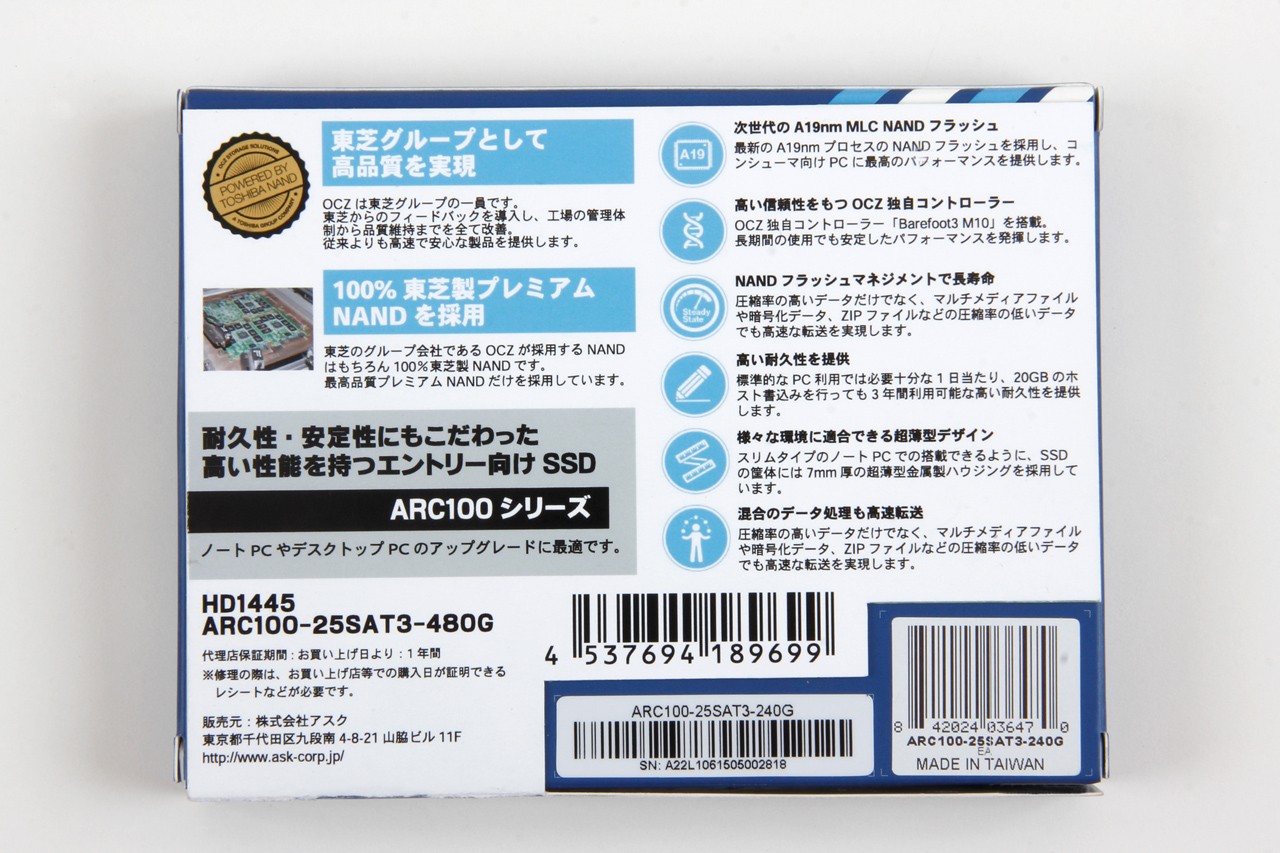 OCZ STORAGE SOLUTIONS
POWERED BY
TOSHIBA NAND
A TOSHIBA GROUP COMPANY
東芝グループとして
高品質を実現
OCZ は東芝グループの一員です。
東芝からのフィードバックを導入し、工場の管理体
制から品質維持までを全て改善。
従来よりも高速で安心な製品を提供します。
100% 東芝製プレミアム
NAND を採用
東芝のグループ会社である OCZ が採用する NAND
はもちろん 100%東芝製 NAND です。
最高品質プレミアム NAND だけを採用しています。
耐久性・安定性にもこだわった
高い性能を持つエントリー向け SSD
ARC100 シリーズ
ノート PC やデスクトップ PC のアップグレードに最適です。
HD1445
ARC100-25SAT3-480G
代理店保証期間 : お買い上げ日より : 1 年間
※修理の際は、お買い上げ店等での購入日が証明できる
レシートなどが必要です。
販売元 : 株式会社アスク
東京都千代田区九段南 4-8-21 山脇ビル 11F
http://www.ask-corp.jp/
A19
次世代の A19nm MLC NAND フラッシュ
最新の A19nm プロセスの NAND フラッシュを採用し、コ
ンシューマ向け PC に最高のパフォーマンスを提供します。
高い信頼性をもつ OCZ 独自コントローラー
OCZ 独自コントローラー「Barefoot3 M10」を搭載。
長期間の使用でも安定したパフォーマンスを発揮します。
Steady
State
NAND フラッシュマネジメントで長寿命
圧縮率の高いデータだけでなく、マルチメディアファイル
や暗号化データ、ZIP ファイルなどの圧縮率の低いデータ
でも高速な転送を実現します。
高い耐久性を提供
標準的な PC 利用では必要十分な 1 日当たり、20GB のホ
スト書込みを行っても 3 年間利用可能な高い耐久性を提供
します。
様々な環境に適合できる超薄型デザイン
スリムタイプのノート PC での搭載できるように、SSD
の筐体には 7mm 厚の超薄型金属製ハウジングを採用して
います。
混合のデータ処理も高速転送
圧縮率の高いデータだけでなく、マルチメディアファイル
や暗号化データ、ZIP ファイルなどの圧縮率の低いデータ
でも高速な転送を実現します。
4 537694 189699
ARC100-25SAT3-240G
SN: A22L1061505002818
8 42024 03647 0
ARC100-25SAT3-240G
EA
MADE IN TAIWAN